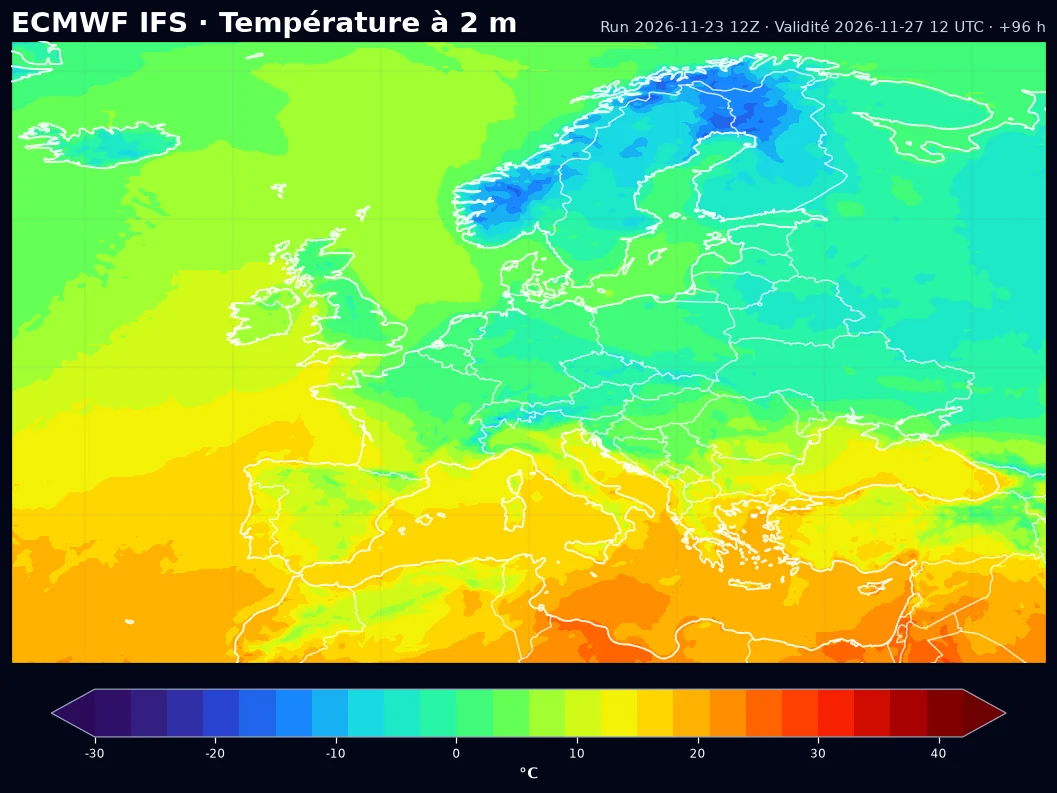 ECMWF IFS · Température à 2 m
Run 2026-11-23 12Z · Validité 2026-11-27 12 UTC · +96 h
-30 -20 -10 0 10 20 30 40
°C